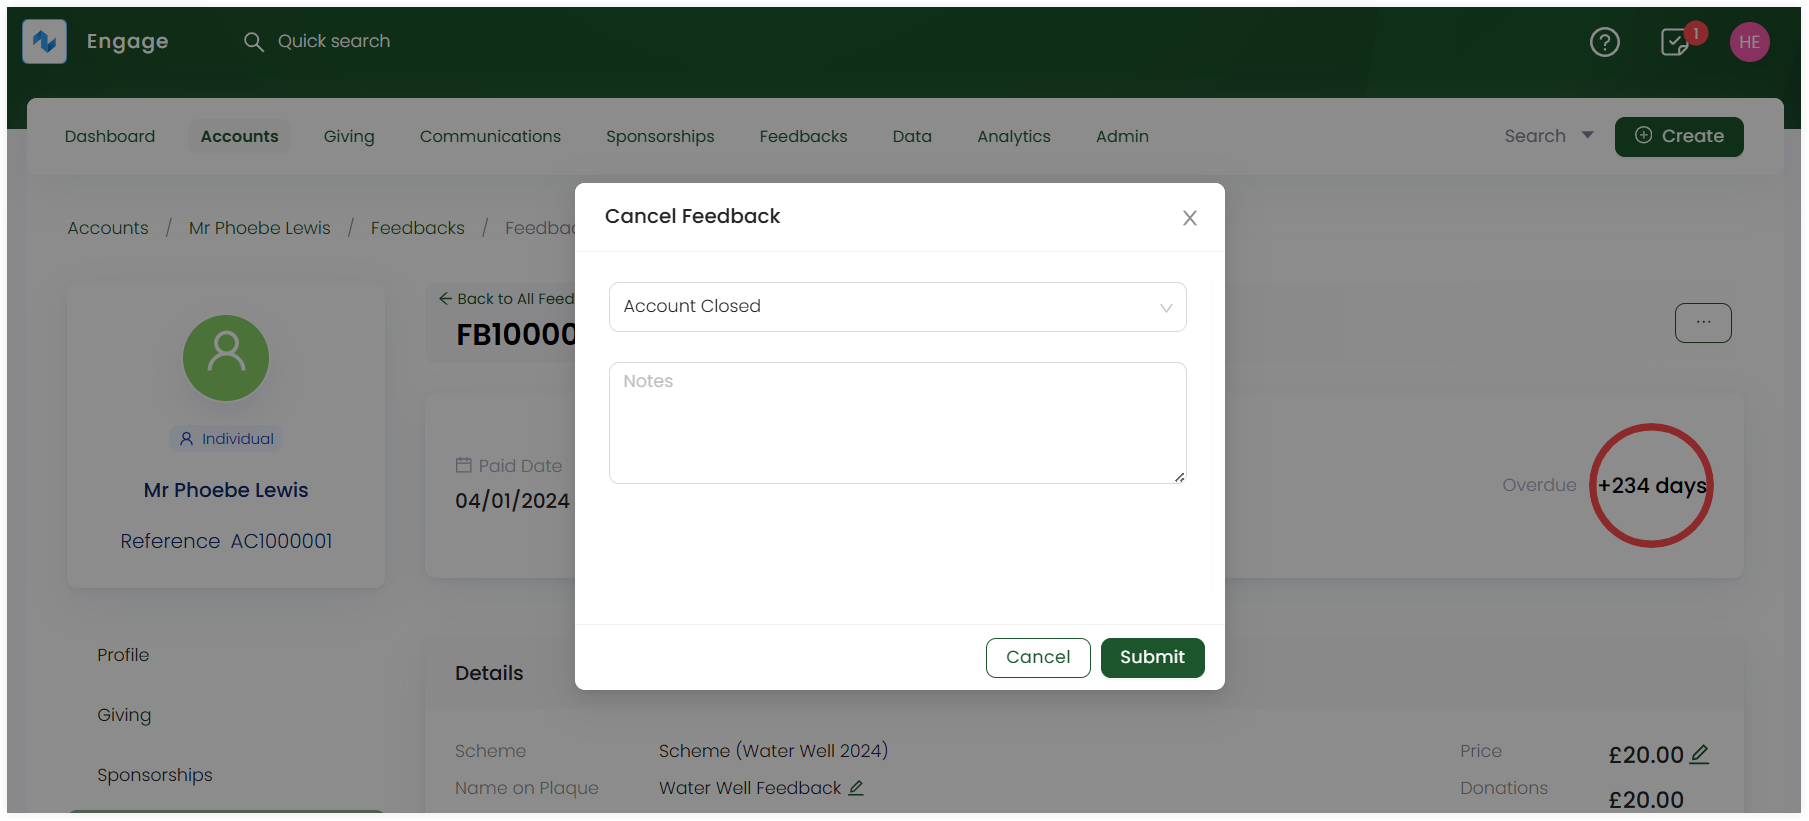 Engage
Quick search
1
HE
Dashboard Accounts Giving Communications Sponsorships Feedbacks Data Analytics Admin Search Create
Accounts / Mr Phoebe Lewis / Feedbacks /
Cancel Feedback
Account Closed
Notes
Cancel Submit
Individual
Mr Phoebe Lewis
Reference AC1000001
Back to All
Paid Date
04/01/2024
Overdue +234 days
Profile
Giving
Sponsorships
Details
Scheme Scheme (Water Well 2024) Price £20.00
Name on Plaque Water Well Feedback Donations £20.00